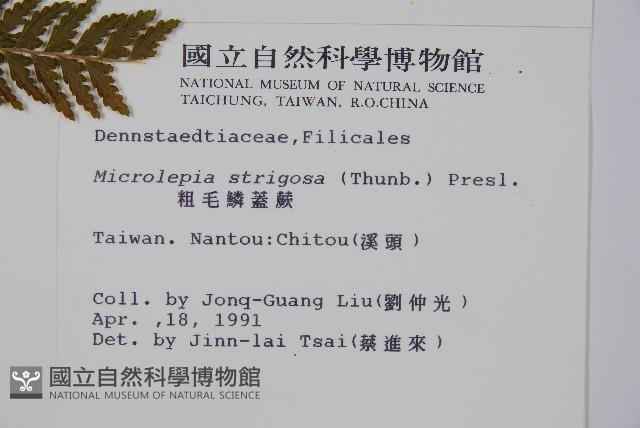 國立自然科學博物館
NATIONAL MUSEUM OF NATURAL SCIENCE
TAICHUNG, TAIWAN, R.O.CHINA
Dennstaedtiaceae,Filicales
Microlepia strigosa (Thunb.) Presl.
粗毛鱗蓋蕨
Taiwan. Nantou:Chitou(溪頭)
Coll. by Jonq-Guang Liu(劉仲光)
Apr. ,18, 1991
Det. by Jinn-lai Tsai(蔡進來)
國立自然科學博物館
NATIONAL MUSEUM OF NATURAL SCIENCE